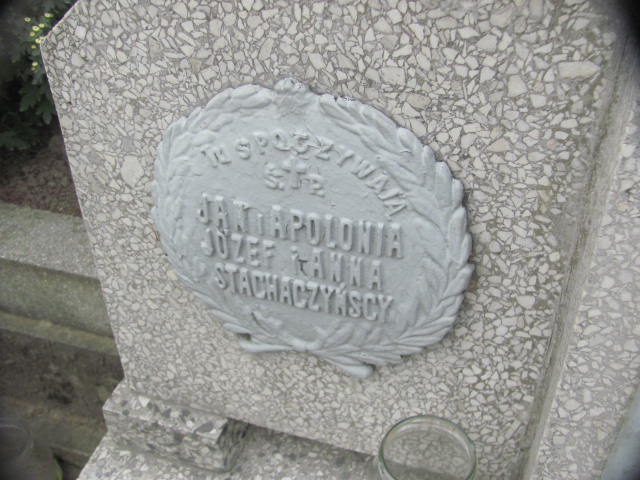 TU SPOCZYWAJĄ
Ś.†P.
JAN I APOLONIA
JÓZEF I ANNA
STACHACZYŃSCY